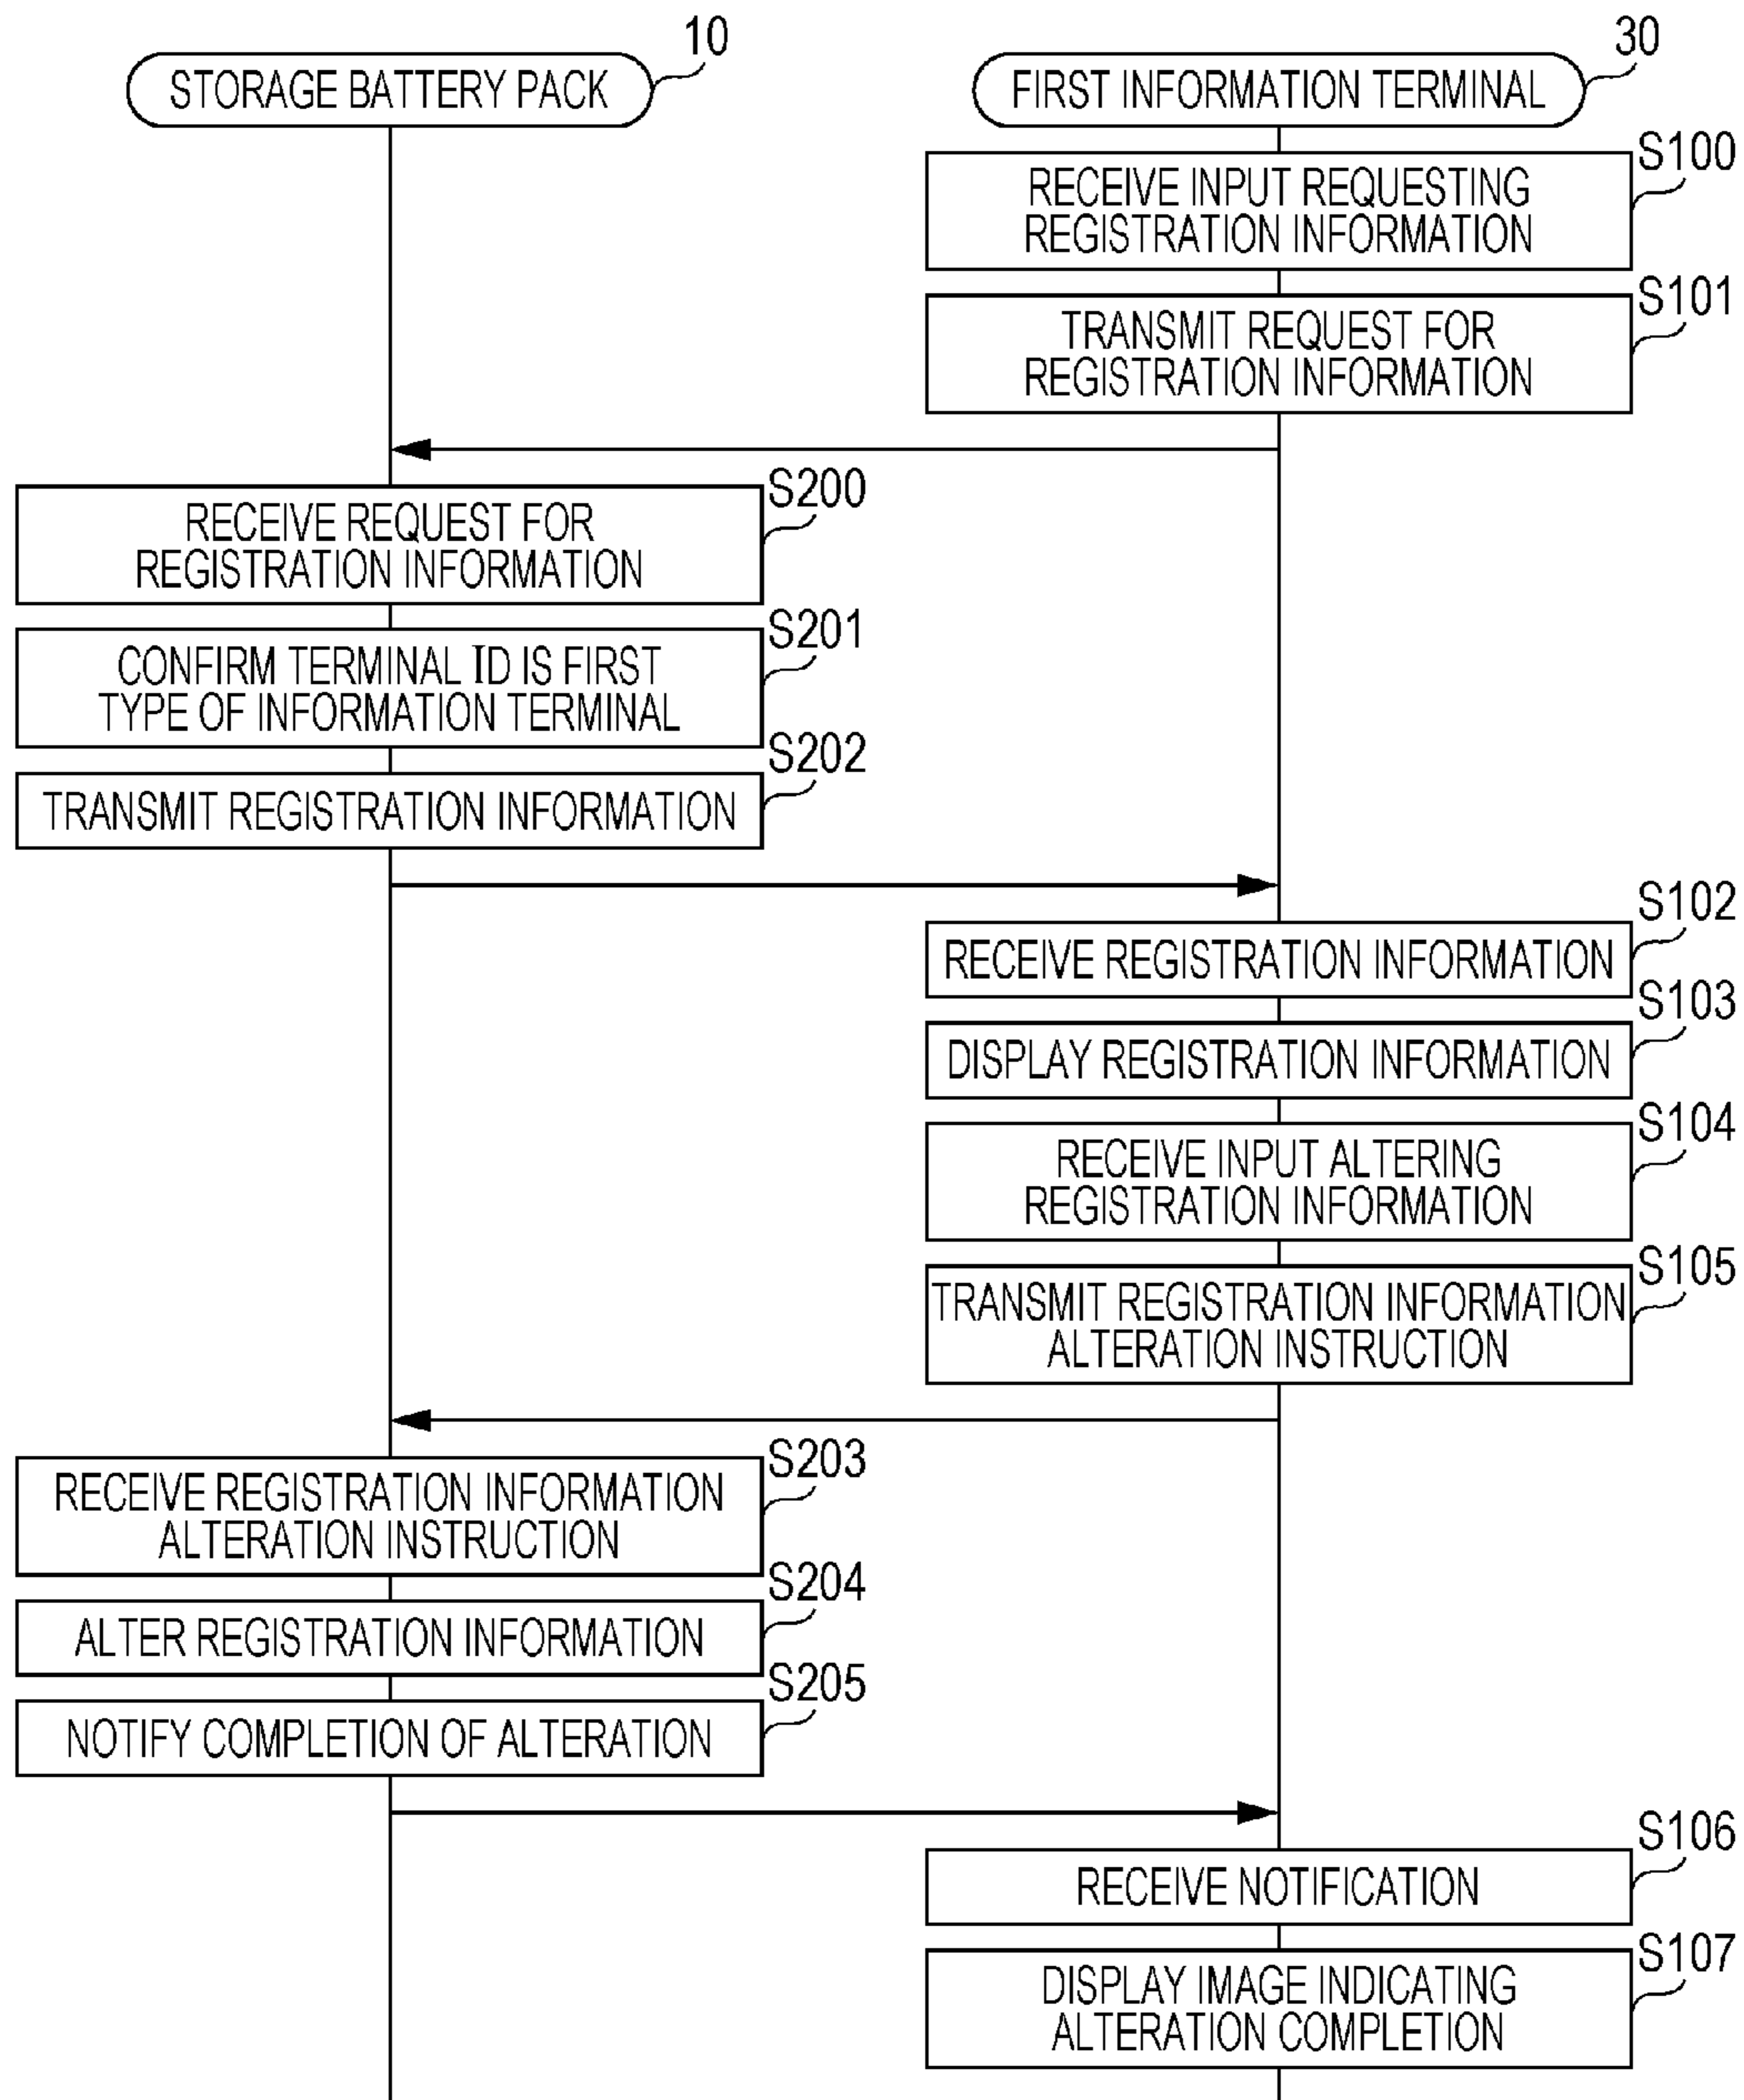 10
STORAGE BATTERY PACK
30
FIRST INFORMATION TERMINAL
S100
RECEIVE INPUT REQUESTING
REGISTRATION INFORMATION
S101
TRANSMIT REQUEST FOR
REGISTRATION INFORMATION
S200
RECEIVE REQUEST FOR
REGISTRATION INFORMATION
S201
CONFIRM TERMINAL ID IS FIRST
TYPE OF INFORMATION TERMINAL
S202
TRANSMIT REGISTRATION INFORMATION
S102
RECEIVE REGISTRATION INFORMATION
S103
DISPLAY REGISTRATION INFORMATION
S104
RECEIVE INPUT ALTERING
REGISTRATION INFORMATION
S105
TRANSMIT REGISTRATION INFORMATION
ALTERATION INSTRUCTION
S203
RECEIVE REGISTRATION INFORMATION
ALTERATION INSTRUCTION
S204
ALTER REGISTRATION INFORMATION
S205
NOTIFY COMPLETION OF ALTERATION
S106
RECEIVE NOTIFICATION
S107
DISPLAY IMAGE INDICATING
ALTERATION COMPLETION